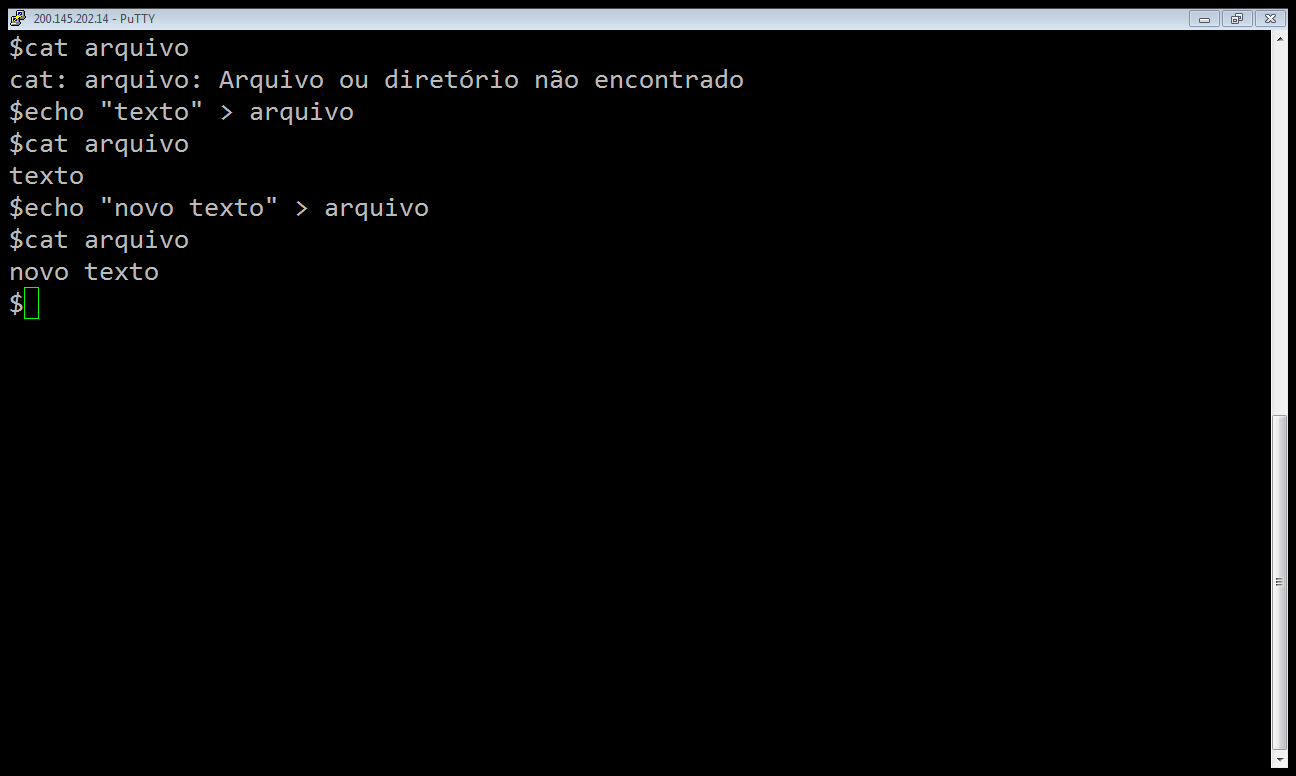 200.145.202.14 - PuTTY
$cat arquivo
cat: arquivo: Arquivo ou diretório não encontrado
$echo "texto" > arquivo
$cat arquivo
texto
$echo "novo texto" > arquivo
$cat arquivo
novo texto
$